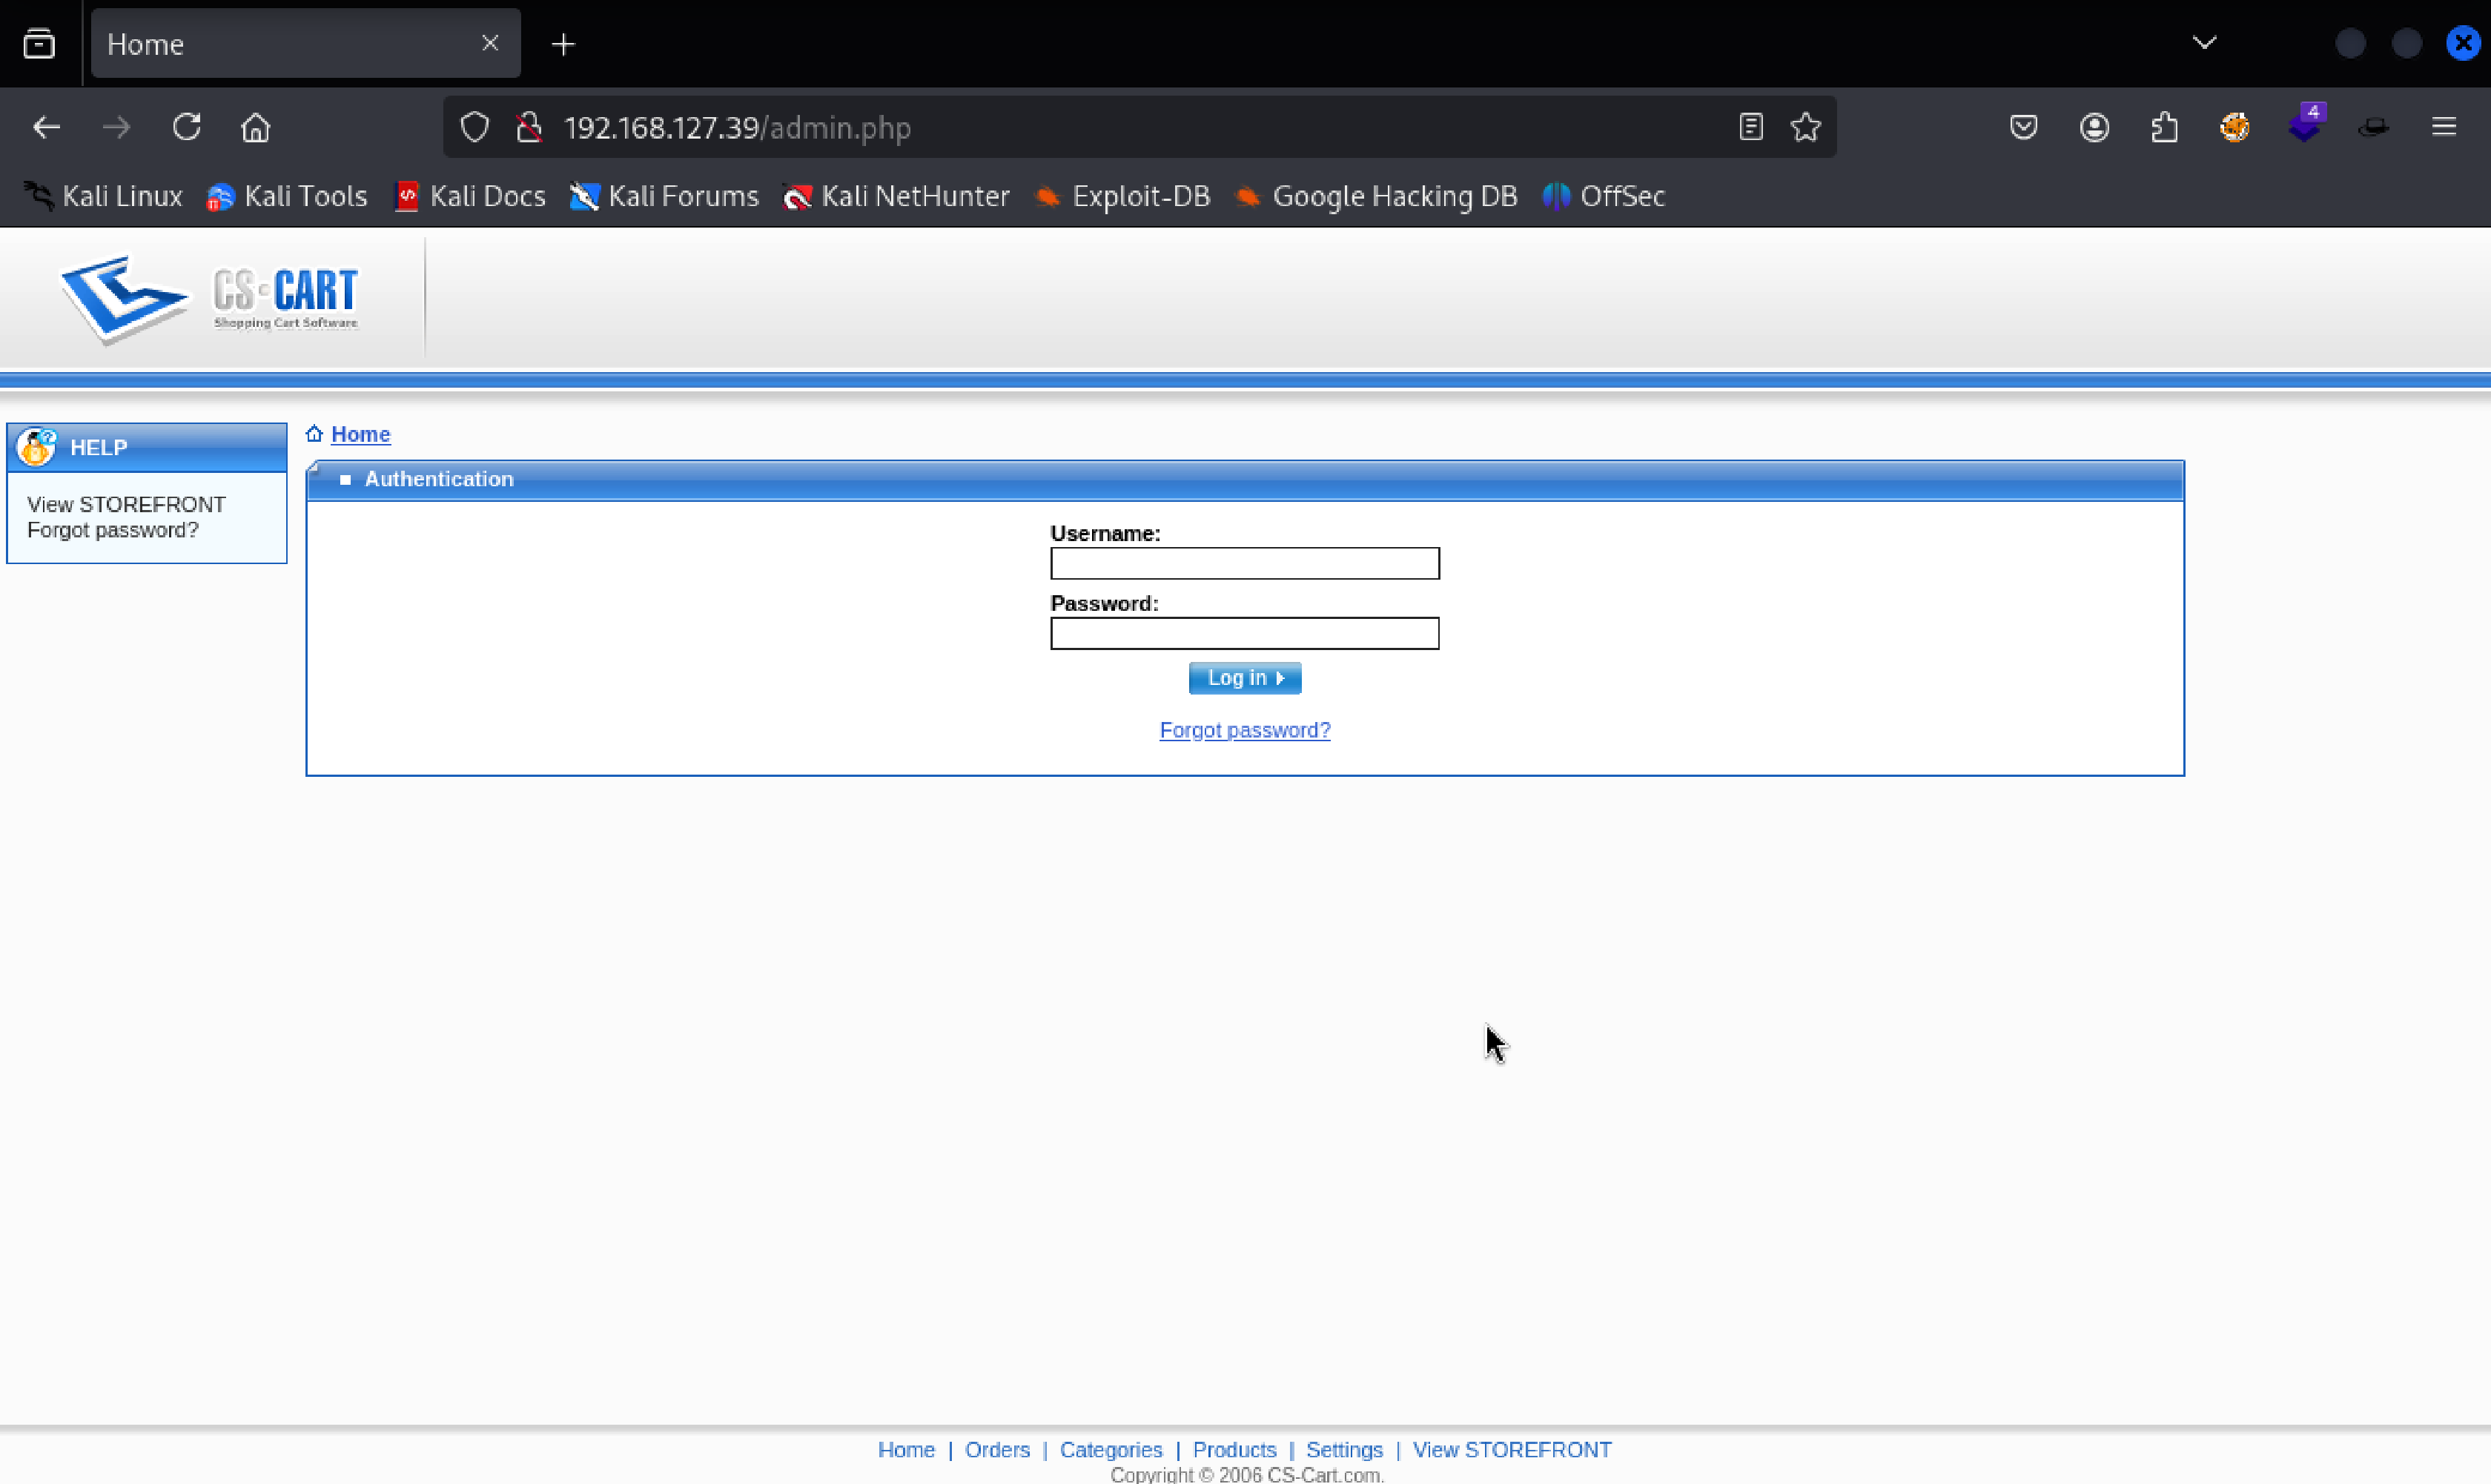 Home
192.168.127.39/admin.php
4
Kali Linux Kali Tools Kali Docs Kali Forums Kali NetHunter Exploit-DB Google Hacking DB OffSec
CS-CART
Shopping Cart Software
HELP
View STOREFRONT
Forgot password?
Home
Authentication
Username:
Password:
Log in
Forgot password?
Home | Orders | Categories | Products | Settings | View STOREFRONT
Copyright © 2006 CS-Cart.com.